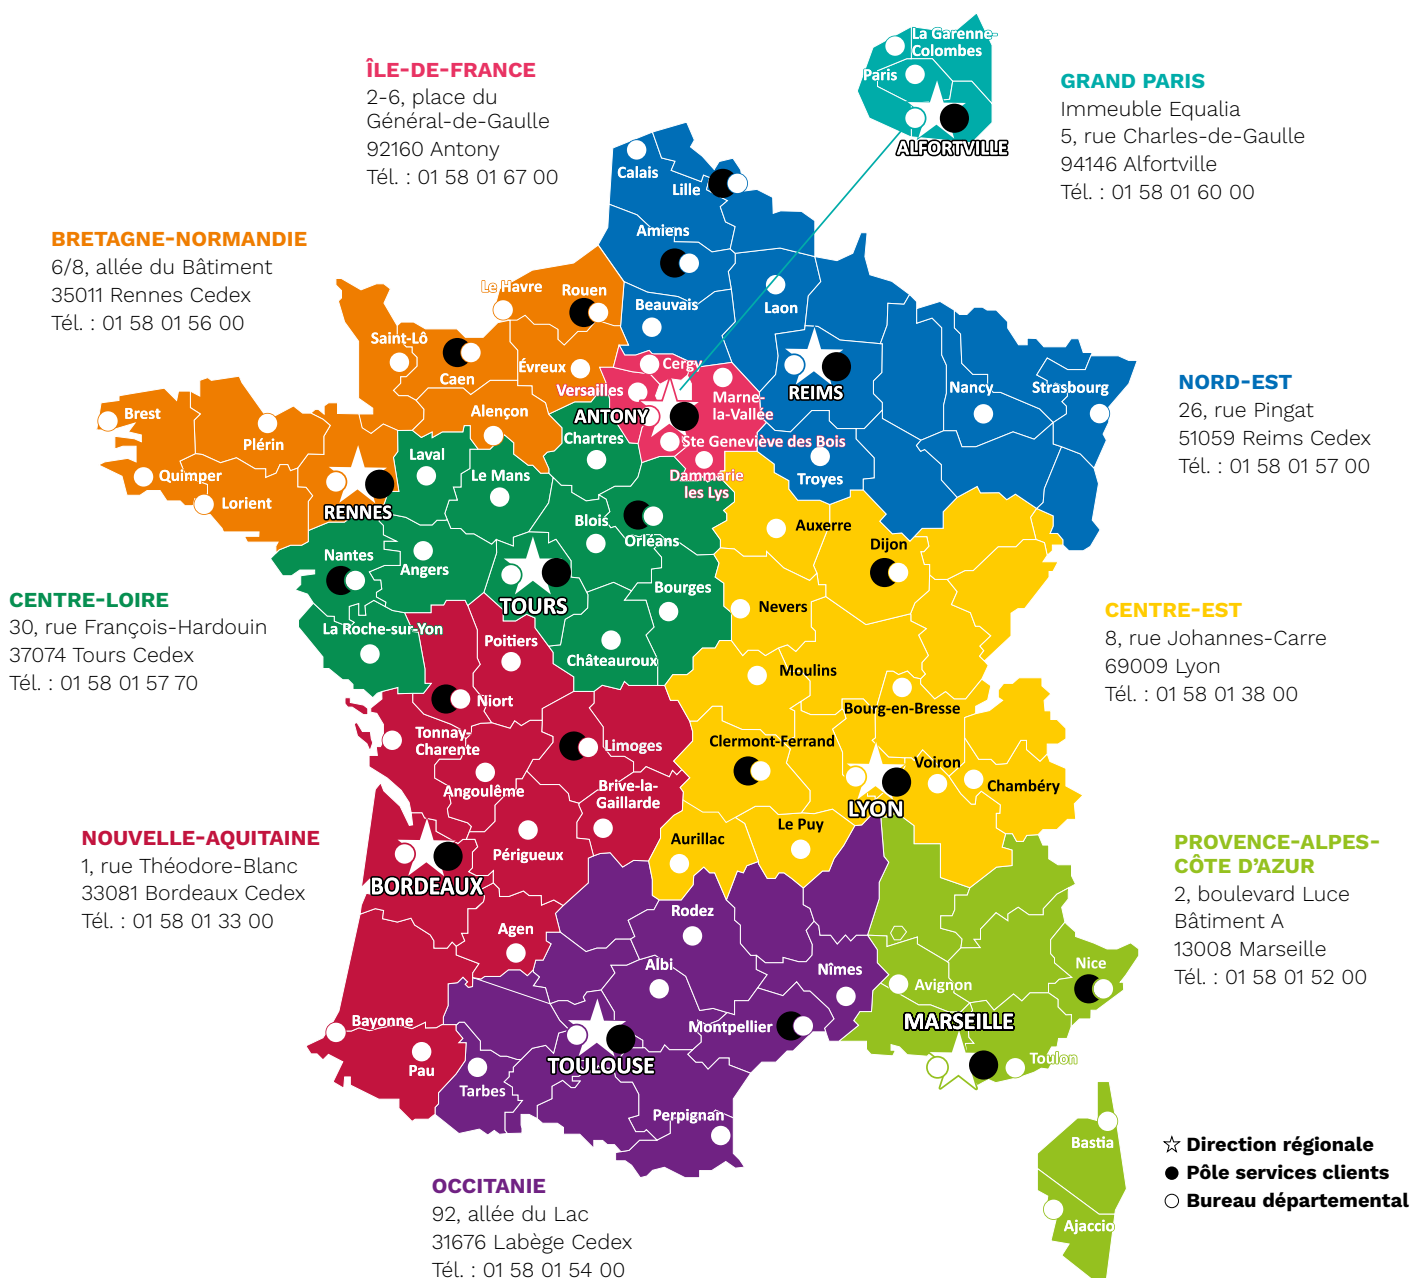 La Garenne-
Colombes
Paris
ALFORTVILLE
ÎLE-DE-FRANCE
2-6, place du
Général-de-Gaulle
92160 Antony
Tél. : 01 58 01 67 00
GRAND PARIS
Immeuble Equalia
5, rue Charles-de-Gaulle
94146 Alfortville
Tél. : 01 58 01 60 00
BRETAGNE-NORMANDIE
6/8, allée du Bâtiment
35011 Rennes Cedex
Tél. : 01 58 01 56 00
Calais
Lille
Amiens
Beauvais
Laon
REIMS
Nancy
Strasbourg
Troyes
NORD-EST
26, rue Pingat
51059 Reims Cedex
Tél. : 01 58 01 57 00
Le Havre
Rouen
Saint-Lô
Caen
Évreux
Alençon
Brest
Plérin
Quimper
Lorient
RENNES
Cergy
Versailles
Marne-
la-Vallée
ANTONY
Ste Geneviève des Bois
Dammarie
les Lys
Chartres
Laval
Le Mans
Blois
Orléans
Nantes
Angers
TOURS
Bourges
La Roche-sur-Yon
Châteauroux
CENTRE-LOIRE
30, rue François-Hardouin
37074 Tours Cedex
Tél. : 01 58 01 57 70
Auxerre
Dijon
Nevers
Moulins
Bourg-en-Bresse
Clermont-Ferrand
Voiron
Chambéry
LYON
Le Puy
Aurillac
CENTRE-EST
8, rue Johannes-Carre
69009 Lyon
Tél. : 01 58 01 38 00
Poitiers
Niort
Tonnay-
Charente
Limoges
Angoulême
Brive-la-
Gaillarde
Périgueux
BORDEAUX
Agen
Bayonne
Pau
NOUVELLE-AQUITAINE
1, rue Théodore-Blanc
33081 Bordeaux Cedex
Tél. : 01 58 01 33 00
PROVENCE-ALPES-
CÔTE D'AZUR
2, boulevard Luce
Bâtiment A
13008 Marseille
Tél. : 01 58 01 52 00
Rodez
Albi
Nîmes
Montpellier
TOULOUSE
Tarbes
Perpignan
Avignon
Nice
MARSEILLE
Toulon
Bastia
Ajaccio
OCCITANIE
92, allée du Lac
31676 Labège Cedex
Tél. : 01 58 01 54 00
Direction régionale
Pôle services clients
Bureau départemental